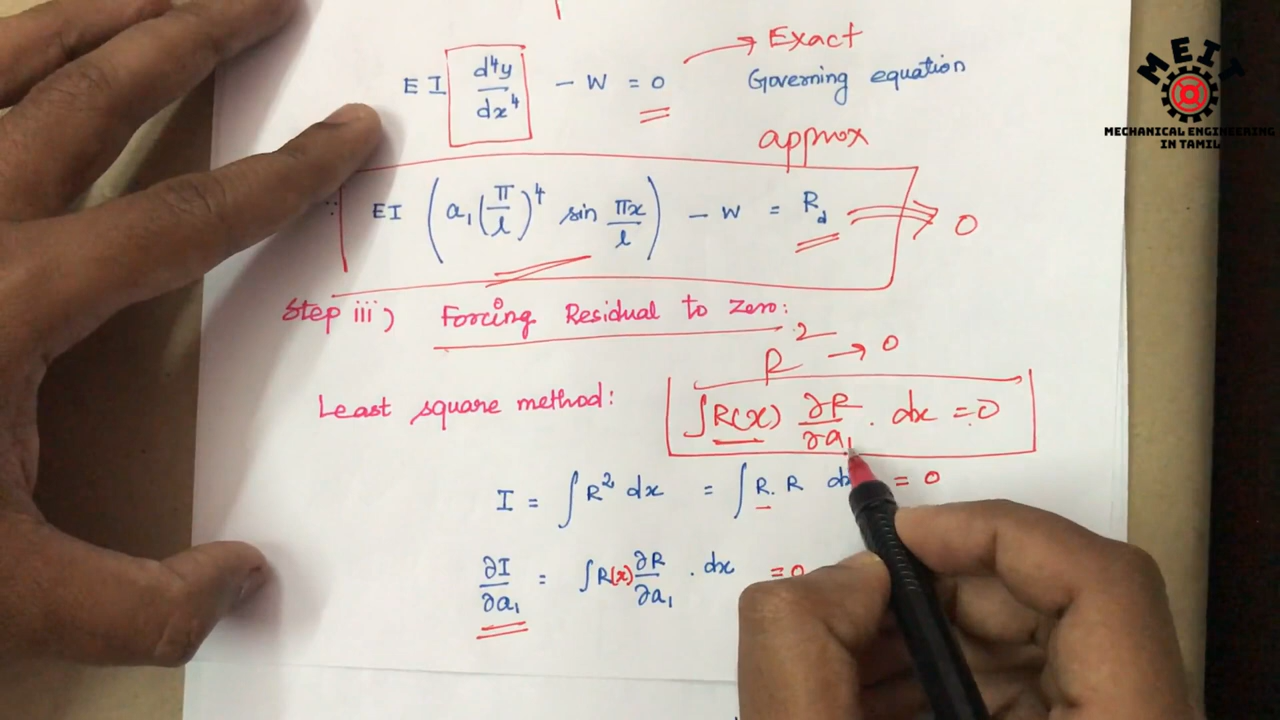 MEIT
MECHANICAL ENGINEERING
IN TAMIL
EI d⁴y/dx⁴ - W = 0 → Exact
Governing equation
approx
EI (a₁(π/l)⁴ sin πx/l) - W = R_d ⇒ 0
Step iii) Forcing Residual to Zero:
R² → 0
Least square method: ∫R(x) ∂R/∂a₁ . dx = 0
I = ∫R² dx = ∫R. R dx = 0
∂I/∂a₁ = ∫R(x) ∂R/∂a₁ . dx = 0